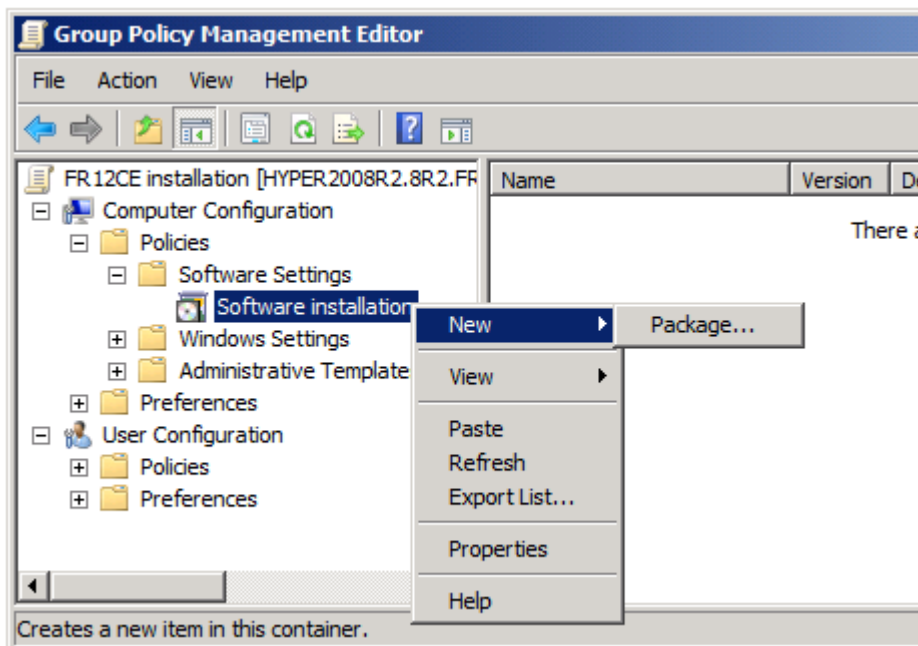 Group Policy Management Editor
File Action View Help
FR12CE installation [HYPER2008R2.8R2.FR
Name Version De
Computer Configuration
There a
Policies
Software Settings
Software installation
New
Package...
Windows Settings
Administrative Template
View
Preferences
User Configuration
Paste
Policies
Refresh
Preferences
Export List...
Properties
Help
Creates a new item in this container.